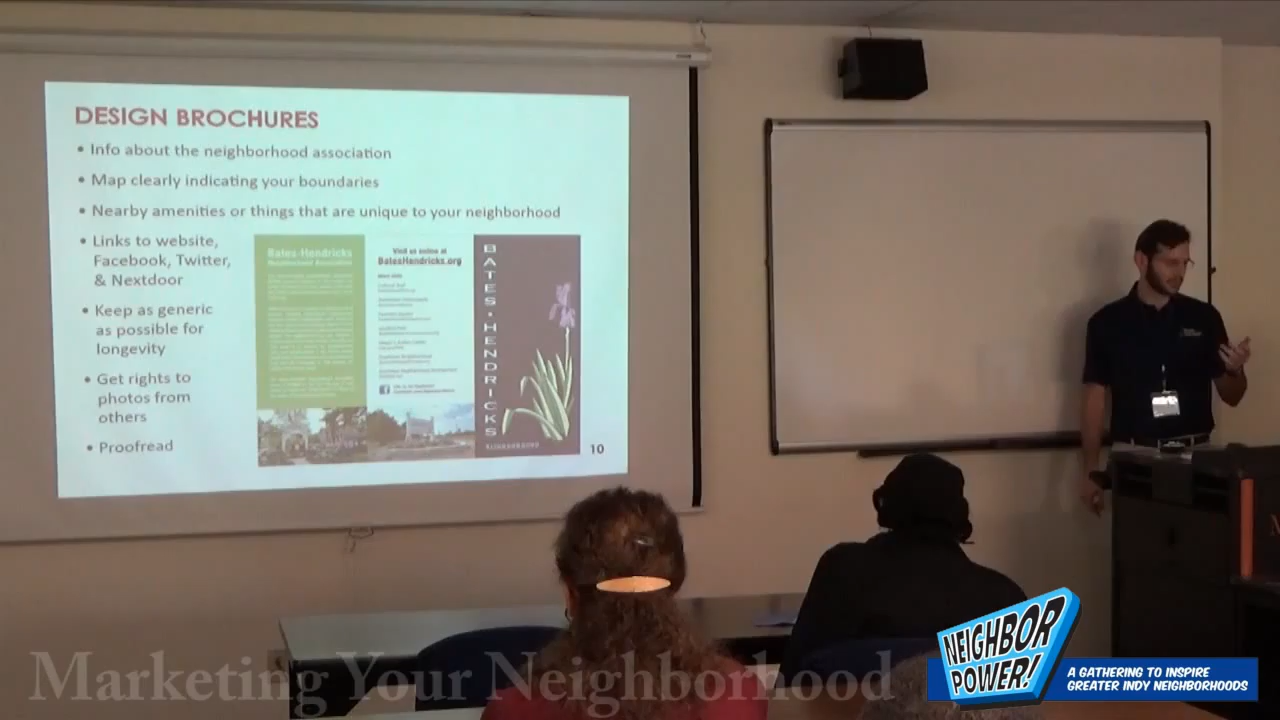 DESIGN BROCHURES
• Info about the neighborhood association
• Map clearly indicating your boundaries
• Nearby amenities or things that are unique to your neighborhood
• Links to website,
Facebook, Twitter,
& Nextdoor
• Keep as generic
as possible for
longevity
• Get rights to
photos from
others
• Proofread
Bates-Hendricks
Neighborhood Association
Visit us online at
BatesHendricks.org
BATES•HENDRICKS
NEIGHBORHOOD
10
Marketing Your Neighborhood
NEIGHBOR
POWER!
A GATHERING TO INSPIRE
GREATER INDY NEIGHBORHOODS